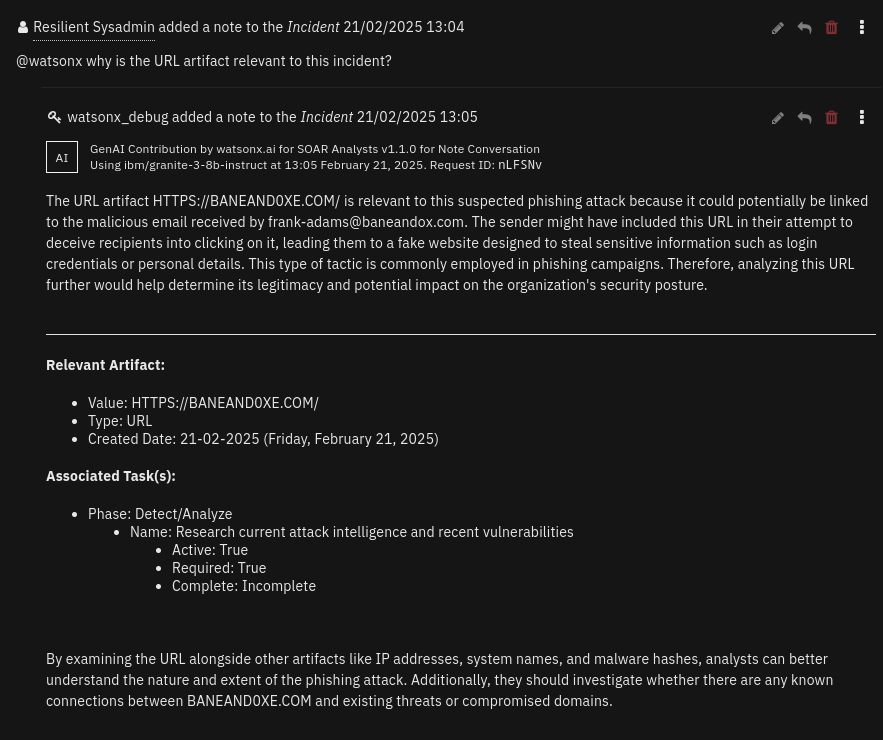 Resilient Sysadmin added a note to the Incident 21/02/2025 13:04
@watsonx why is the URL artifact relevant to this incident?
watsonx_debug added a note to the Incident 21/02/2025 13:05
AI
GenAI Contribution by watsonx.ai for SOAR Analysts v1.1.0 for Note Conversation
Using ibm/granite-3-8b-instruct at 13:05 February 21, 2025. Request ID: nLFSNv
The URL artifact HTTPS://BANEAND0XE.COM/ is relevant to this suspected phishing attack because it could potentially be linked
to the malicious email received by frank-adams@baneandox.com. The sender might have included this URL in their attempt to
deceive recipients into clicking on it, leading them to a fake website designed to steal sensitive information such as login
credentials or personal details. This type of tactic is commonly employed in phishing campaigns. Therefore, analyzing this URL
further would help determine its legitimacy and potential impact on the organization's security posture.
Relevant Artifact:
• Value: HTTPS://BANEAND0XE.COM/
• Type: URL
• Created Date: 21-02-2025 (Friday, February 21, 2025)
Associated Task(s):
• Phase: Detect/Analyze
• Name: Research current attack intelligence and recent vulnerabilities
• Active: True
• Required: True
• Complete: Incomplete
By examining the URL alongside other artifacts like IP addresses, system names, and malware hashes, analysts can better
understand the nature and extent of the phishing attack. Additionally, they should investigate whether there are any known
connections between BANEAND0XE.COM and existing threats or compromised domains.